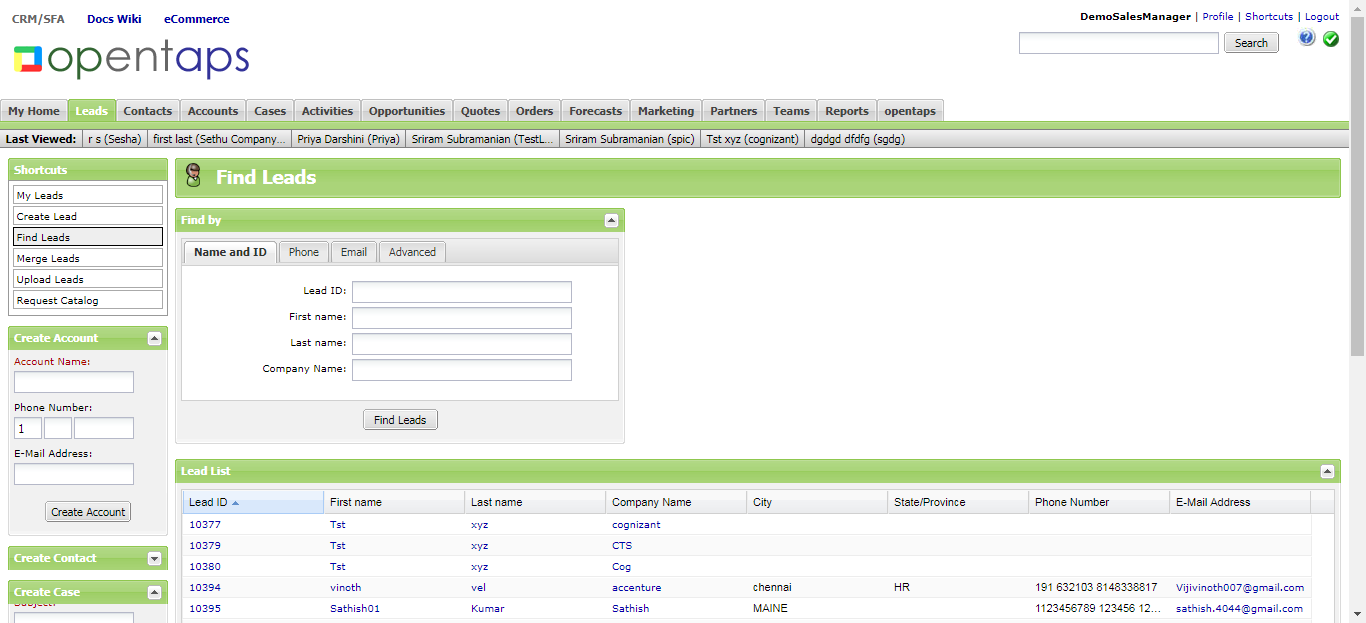 CRM/SFA Docs Wiki eCommerce
DemoSalesManager | Profile | Shortcuts | Logout
opentaps
Search
My Home Leads Contacts Accounts Cases Activities Opportunities Quotes Orders Forecasts Marketing Partners Teams Reports opentaps
Last Viewed: r s (Sesha) first last (Sethu Company... Priya Darshini (Priya) Sriram Subramanian (TestL... Sriram Subramanian (spic) Tst xyz (cognizant) dgdgd dfdfg (sgdg)
Shortcuts
My Leads
Create Lead
Find Leads
Merge Leads
Upload Leads
Request Catalog
Create Account
Account Name:
Phone Number:
1
E-Mail Address:
Create Account
Create Contact
Create Case
Subject:
Find Leads
Find by
Name and ID Phone Email Advanced
Lead ID:
First name:
Last name:
Company Name:
Find Leads
Lead List
Lead ID First name Last name Company Name City State/Province Phone Number E-Mail Address
10377 Tst xyz cognizant
10379 Tst xyz CTS
10380 Tst xyz Cog
10394 vinoth vel accenture chennai HR 191 632103 8148338817 Vijivinoth007@gmail.com
10395 Sathish01 Kumar Sathish MAINE 1123456789 123456 12... sathish.4044@gmail.com